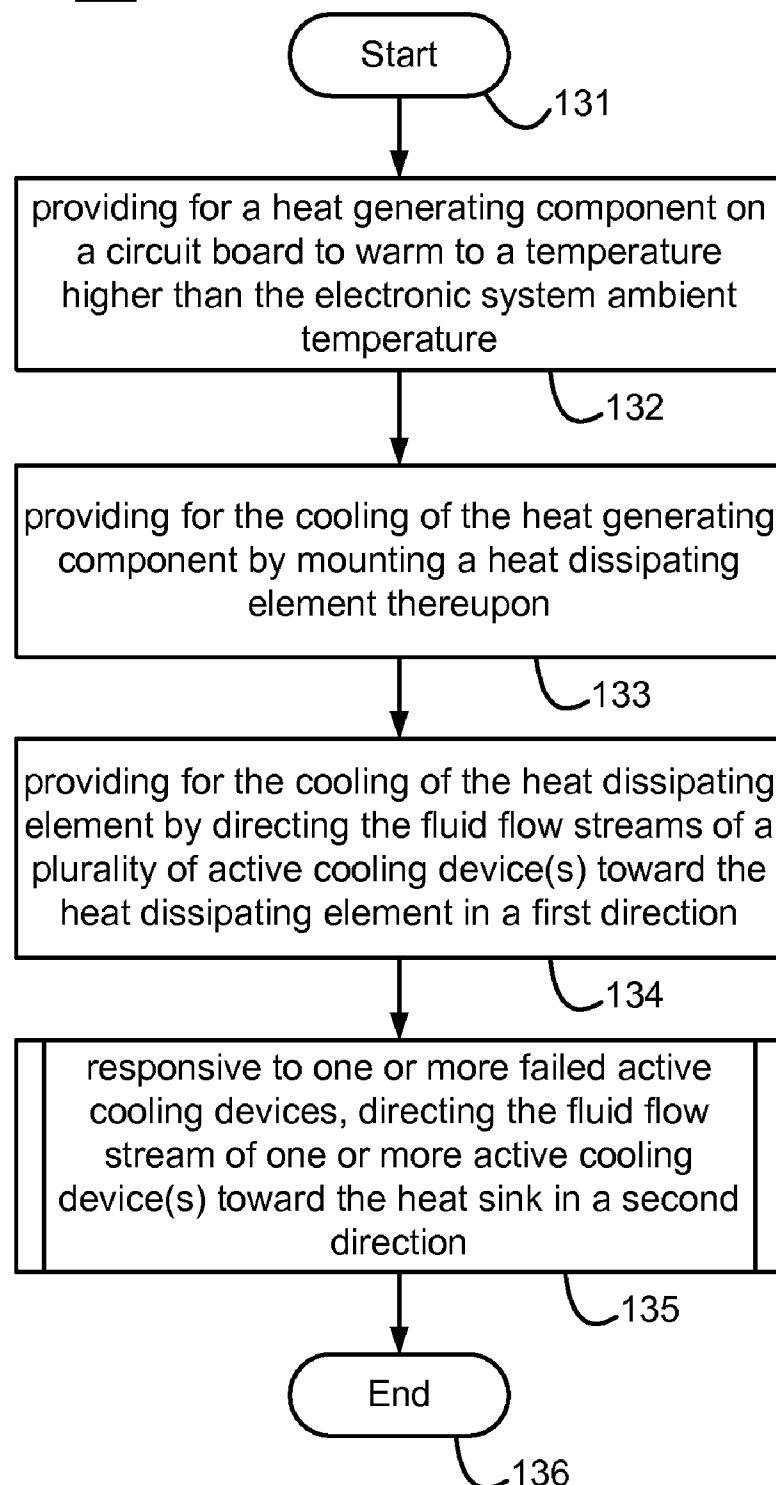 Start
131
providing for a heat generating component on
a circuit board to warm to a temperature
higher than the electronic system ambient
temperature
132
providing for the cooling of the heat generating
component by mounting a heat dissipating
element thereupon
133
providing for the cooling of the heat dissipating
element by directing the fluid flow streams of a
plurality of active cooling device(s) toward the
heat dissipating element in a first direction
134
responsive to one or more failed active
cooling devices, directing the fluid flow
stream of one or more active cooling
device(s) toward the heat sink in a second
direction
135
End
136